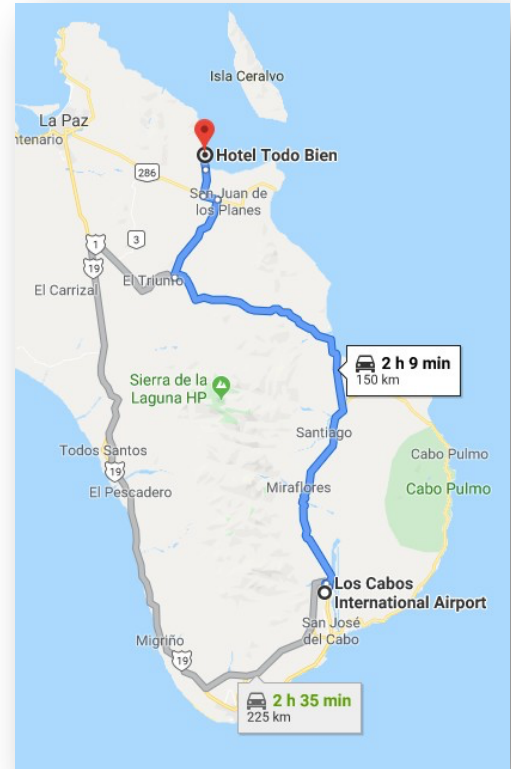 Isla Ceralvo
La Paz
ntenario
Hotel Todo Bien
286
San Juan de
los Planes
1
3
19
El Triunfo
El Carrizal
2 h 9 min
150 km
Sierra de la
Laguna HP
Santiago
Todos Santos
Cabo Pulmo
19
Miraflores
El Pescadero
Cabo Pulmo
Los Cabos
International Airport
San José
del Cabo
Migriño
19
2 h 35 min
225 km